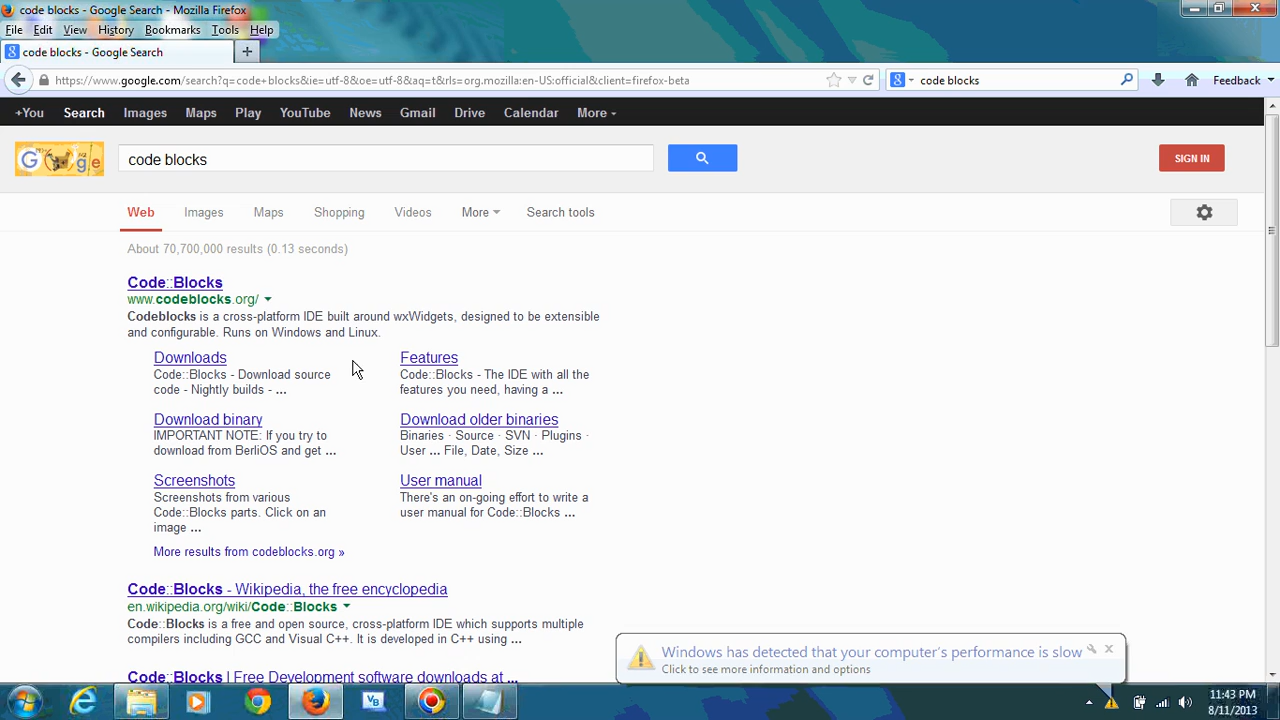 code blocks - Google Search - Mozilla Firefox
File Edit View History Bookmarks Tools Help
code blocks - Google Search
https://www.google.com/search?q=code+blocks&ie=utf-8&oe=utf-8&aq=t&rls=org.mozilla:en-US:official&client=firefox-beta
code blocks
Feedback
+You Search Images Maps Play YouTube News Drive Calendar More
Google
code blocks
SIGN IN
Web Images Maps Shopping Videos More Search tools
About 70,700,000 results (0.13 seconds)
Code::Blocks
www.codeblocks.org/
Codeblocks is a cross-platform IDE built around wxWidgets, designed to be extensible
and configurable. Runs on Windows and Linux.
Downloads
Code::Blocks - Download source
code - Nightly builds - ...
Features
Code::Blocks - The IDE with all the
features you need, having a ...
Download binary
IMPORTANT NOTE: If you try to
download from BerliOS and get ...
Download older binaries
Binaries · Source · SVN · Plugins ·
User ... File, Date, Size ...
Screenshots
Screenshots from various
Code::Blocks parts. Click on an
image ...
User manual
There's an on-going effort to write a
user manual for Code::Blocks ...
More results from codeblocks.org »
Code::Blocks - Wikipedia, the free encyclopedia
en.wikipedia.org/wiki/Code::Blocks
Code::Blocks is a free and open source, cross-platform IDE which supports multiple
compilers including GCC and Visual C++. It is developed in C++ using ...
Code::Blocks | Free Development software downloads at ...
Windows has detected that your computer's performance is slow
Click to see more information and options
11:43 PM
8/11/2013